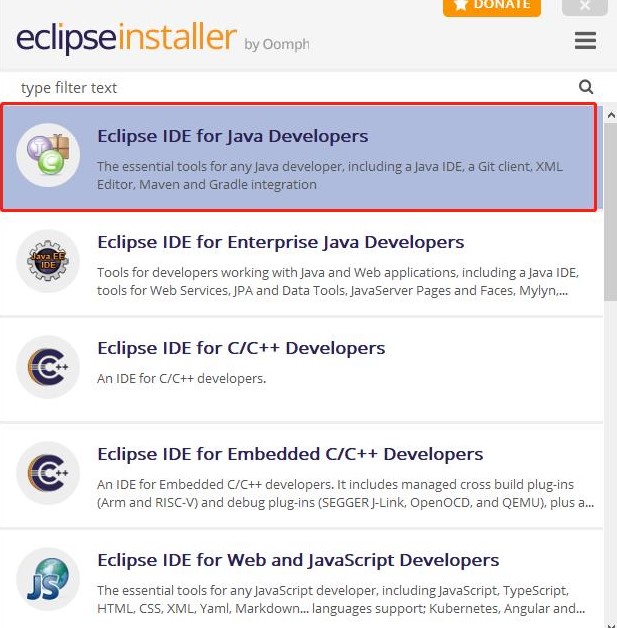 DONATE
eclipseinstaller by Oomph
type filter text
Eclipse IDE for Java Developers
The essential tools for any Java developer, including a Java IDE, a Git client, XML
Editor, Maven and Gradle integration
Java EE
IDE
Eclipse IDE for Enterprise Java Developers
Tools for developers working with Java and Web applications, including a Java IDE,
tools for Web Services, JPA and Data Tools, JavaServer Pages and Faces, Mylyn,...
C++
Eclipse IDE for C/C++ Developers
An IDE for C/C++ developers.
C++
Eclipse IDE for Embedded C/C++ Developers
An IDE for Embedded C/C++ developers. It includes managed cross build plug-ins
(Arm and RISC-V) and debug plug-ins (SEGGER J-Link, OpenOCD, and QEMU), plus a...
JS
Eclipse IDE for Web and JavaScript Developers
The essential tools for any JavaScript developer, including JavaScript, TypeScript,
HTML, CSS, XML, Yaml, Markdown... languages support; Kubernetes, Angular and...